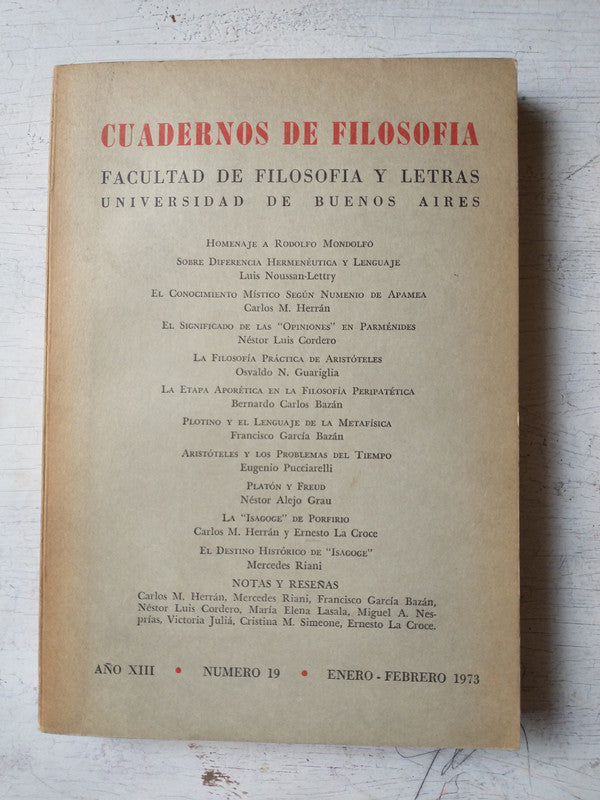 CUADERNOS DE FILOSOFIA
FACULTAD DE FILOSOFIA Y LETRAS
UNIVERSIDAD DE BUENOS AIRES
HOMENAJE A RODOLFO MONDOLFO
SOBRE DIFERENCIA HERMENÉUTICA Y LENGUAJE
Luis Noussan-Lettry
EL CONOCIMIENTO MÍSTICO SEGÚN NUMENIO DE APAMEA
Carlos M. Herrán
EL SIGNIFICADO DE LAS "OPINIONES" EN PARMÉNIDES
Néstor Luis Cordero
LA FILOSOFÍA PRÁCTICA DE ARISTÓTELES
Osvaldo N. Guariglia
LA ETAPA APORÉTICA EN LA FILOSOFÍA PERIPATÉTICA
Bernardo Carlos Bazán
PLOTINO Y EL LENGUAJE DE LA METAFÍSICA
Francisco García Bazán
ARISTÓTELES Y LOS PROBLEMAS DEL TIEMPO
Eugenio Pucciarelli
PLATÓN Y FREUD
Néstor Alejo Grau
LA "ISAGOGE" DE PORFIRIO
Carlos M. Herrán y Ernesto La Croce
EL DESTINO HISTÓRICO DE "ISAGOGE"
Mercedes Riani
NOTAS Y RESEÑAS
Carlos M. Herrán, Mercedes Riani, Francisco García Bazán,
Néstor Luis Cordero, María Elena Lasala, Miguel A. Nes-
prías, Victoria Juliá, Cristina M. Simeone, Ernesto La Croce.
AÑO XIII • NUMERO 19 • ENERO - FEBRERO 1973